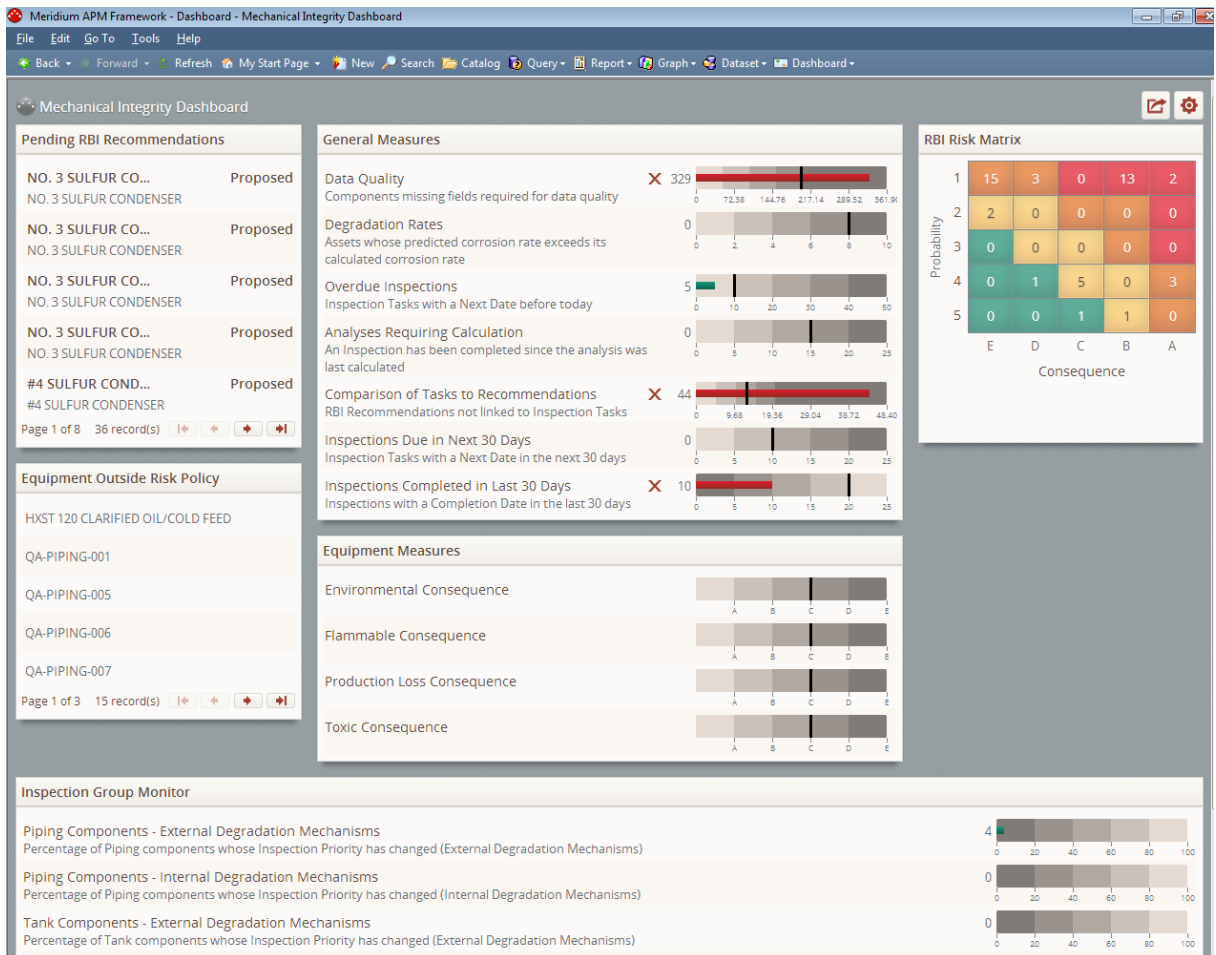 Meridium APM Framework - Dashboard - Mechanical Integrity Dashboard
File Edit Go To Tools Help
Back Forward Refresh My Start Page New Search Catalog Query Report Graph Dataset Dashboard
Mechanical Integrity Dashboard
Pending RBI Recommendations
NO. 3 SULFUR CO... Proposed
NO. 3 SULFUR CONDENSER
NO. 3 SULFUR CO... Proposed
NO. 3 SULFUR CONDENSER
NO. 3 SULFUR CO... Proposed
NO. 3 SULFUR CONDENSER
NO. 3 SULFUR CO... Proposed
NO. 3 SULFUR CONDENSER
#4 SULFUR COND... Proposed
#4 SULFUR CONDENSER
Page 1 of 8 36 record(s)
Equipment Outside Risk Policy
HXST 120 CLARIFIED OIL/COLD FEED
QA-PIPING-001
QA-PIPING-005
QA-PIPING-006
QA-PIPING-007
Page 1 of 3 15 record(s)
General Measures
Data Quality 329
Components missing fields required for data quality
0 72.38 144.76 217.14 289.52 361.90
Degradation Rates 0
Assets whose predicted corrosion rate exceeds its
calculated corrosion rate
0 2 4 6 8 10
Overdue Inspections 5
Inspection Tasks with a Next Date before today
0 10 20 30 40 50
Analyses Requiring Calculation 0
An Inspection has been completed since the analysis was
last calculated
0 5 10 15 20 25
Comparison of Tasks to Recommendations 44
RBI Recommendations not linked to Inspection Tasks
0 9.68 19.36 29.04 38.72 48.40
Inspections Due in Next 30 Days 0
Inspection Tasks with a Next Date in the next 30 days
0 5 10 15 20 25
Inspections Completed in Last 30 Days 10
Inspections with a Completion Date in the last 30 days
0 5 10 15 20 25
Equipment Measures
Environmental Consequence
A B C D E
Flammable Consequence
A B C D E
Production Loss Consequence
A B C D E
Toxic Consequence
A B C D E
RBI Risk Matrix
Probability
1 15 3 0 13 2
2 2 0 0 0 0
3 0 0 0 0 0
4 0 1 5 0 3
5 0 0 1 1 0
E D C B A
Consequence
Inspection Group Monitor
Piping Components - External Degradation Mechanisms 4
Percentage of Piping components whose Inspection Priority has changed (External Degradation Mechanisms)
0 20 40 60 80 100
Piping Components - Internal Degradation Mechanisms 0
Percentage of Piping components whose Inspection Priority has changed (Internal Degradation Mechanisms)
0 20 40 60 80 100
Tank Components - External Degradation Mechanisms 0
Percentage of Tank components whose Inspection Priority has changed (External Degradation Mechanisms)
0 20 40 60 80 100